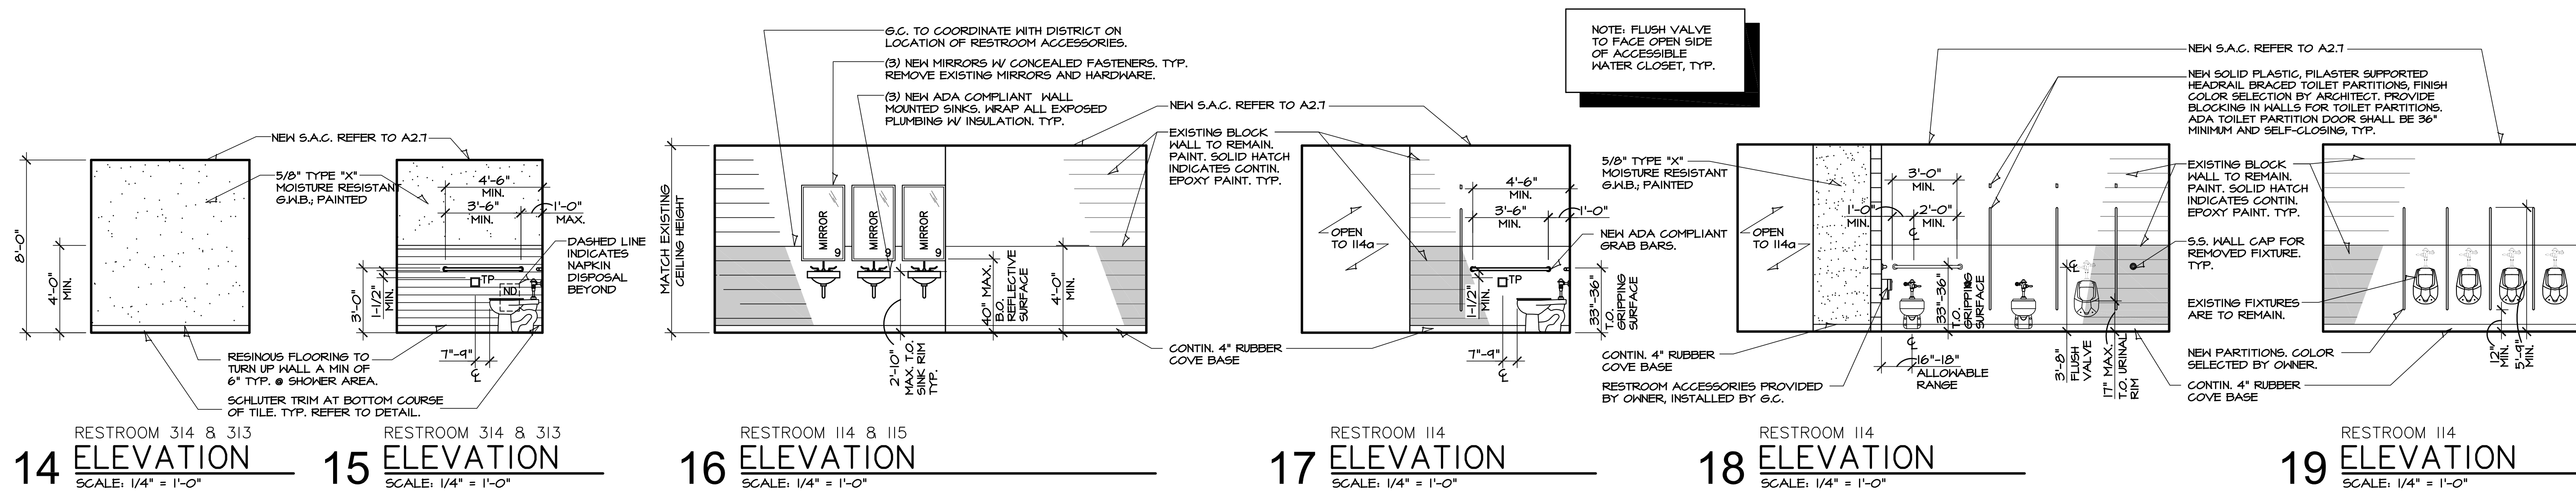 NEW S.A.C. REFER TO A2.7
5/8" TYPE "X"
MOISTURE RESISTANT
G.W.B.; PAINTED
8'-0"
4'-0"
MIN.
RESINOUS FLOORING TO
TURN UP WALL A MIN OF
6" TYP. @ SHOWER AREA.
SCHLUTER TRIM AT BOTTOM COURSE
OF TILE. TYP. REFER TO DETAIL.
RESTROOM 314 & 313
14 ELEVATION
SCALE: 1/4" = 1'-0"
4'-6"
MIN.
3'-6"
MIN.
1'-0"
MAX.
3'-0"
1-1/2"
MIN.
TP
ND
DASHED LINE
INDICATES
NAPKIN
DISPOSAL
BEYOND
7"-9"
CL
RESTROOM 314 & 313
15 ELEVATION
SCALE: 1/4" = 1'-0"
G.C. TO COORDINATE WITH DISTRICT ON
LOCATION OF RESTROOM ACCESSORIES.
(3) NEW MIRRORS W/ CONCEALED FASTENERS. TYP.
REMOVE EXISTING MIRRORS AND HARDWARE.
(3) NEW ADA COMPLIANT WALL
MOUNTED SINKS. WRAP ALL EXPOSED
PLUMBING W/ INSULATION. TYP.
NEW S.A.C. REFER TO A2.7
EXISTING BLOCK
WALL TO REMAIN.
PAINT. SOLID HATCH
INDICATES CONTIN.
EPOXY PAINT. TYP.
MATCH EXISTING
CEILING HEIGHT
MIRROR
9
MIRROR
9
MIRROR
9
2'-10"
MAX. T.O.
SINK RIM
TYP.
40" MAX.
B.O.
REFLECTIVE
SURFACE
4'-0"
MIN.
CONTIN. 4" RUBBER
COVE BASE
RESTROOM 114 & 115
16 ELEVATION
SCALE: 1/4" = 1'-0"
OPEN
TO 114a
4'-6"
MIN.
3'-6"
MIN.
1'-0"
1-1/2"
MIN.
TP
NEW ADA COMPLIANT
GRAB BARS.
33"-36"
T.O.
GRIPPING
SURFACE
7"-9"
CL
RESTROOM 114
17 ELEVATION
SCALE: 1/4" = 1'-0"
NOTE: FLUSH VALVE
TO FACE OPEN SIDE
OF ACCESSIBLE
WATER CLOSET, TYP.
5/8" TYPE "X"
MOISTURE RESISTANT
G.W.B.; PAINTED
OPEN
TO 114a
3'-0"
MIN.
1'-0"
MIN.
2'-0"
MIN.
CL
33"-36"
T.O.
GRIPPING
SURFACE
CL
CL
16"-18"
ALLOWABLE
RANGE
3'-8"
FLUSH
VALVE
17" MAX.
T.O. URINAL
RIM
CONTIN. 4" RUBBER
COVE BASE
RESTROOM ACCESSORIES PROVIDED
BY OWNER, INSTALLED BY G.C.
RESTROOM 114
18 ELEVATION
SCALE: 1/4" = 1'-0"
NEW S.A.C. REFER TO A2.7
NEW SOLID PLASTIC, PILASTER SUPPORTED
HEADRAIL BRACED TOILET PARTITIONS, FINISH
COLOR SELECTION BY ARCHITECT. PROVIDE
BLOCKING IN WALLS FOR TOILET PARTITIONS.
ADA TOILET PARTITION DOOR SHALL BE 36"
MINIMUM AND SELF-CLOSING, TYP.
EXISTING BLOCK
WALL TO REMAIN.
PAINT. SOLID HATCH
INDICATES CONTIN.
EPOXY PAINT. TYP.
S.S. WALL CAP FOR
REMOVED FIXTURE.
TYP.
EXISTING FIXTURES
ARE TO REMAIN.
NEW PARTITIONS. COLOR
SELECTED BY OWNER.
CONTIN. 4" RUBBER
COVE BASE
12"
MIN.
5'-9"
MIN.
RESTROOM 114
19 ELEVATION
SCALE: 1/4" = 1'-0"